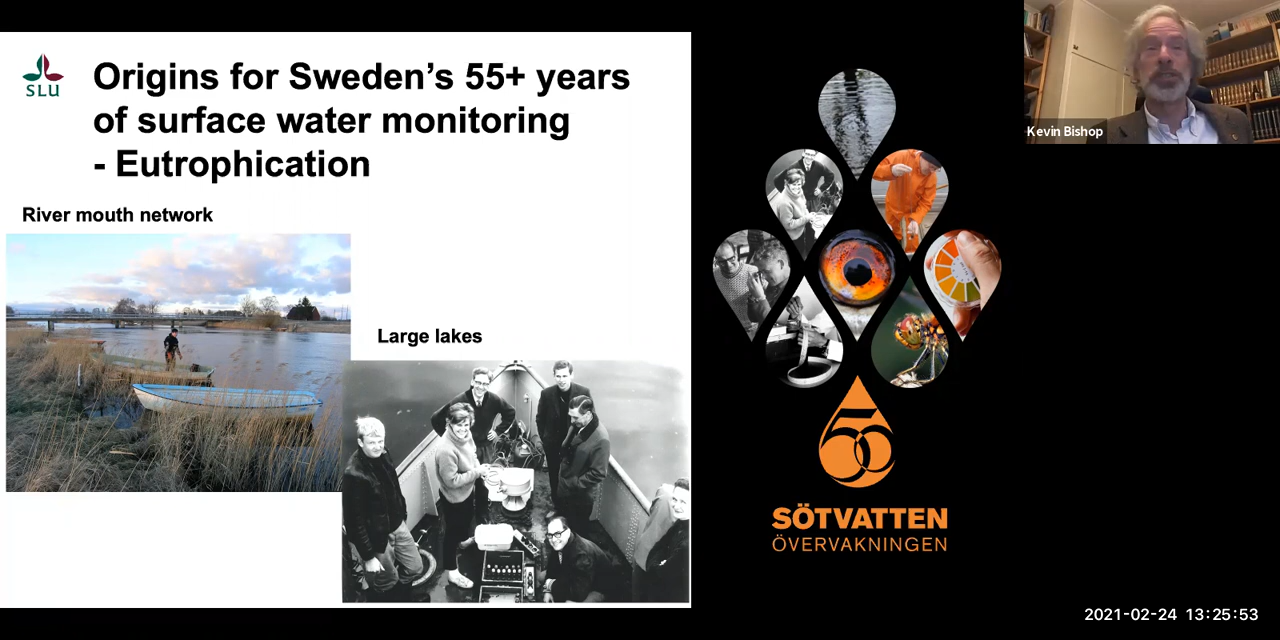 SLU
Origins for Sweden’s 55+ years
of surface water monitoring
- Eutrophication
River mouth network
Large lakes
50
SÖTVATTEN
ÖVERVAKNINGEN
Kevin Bishop
2021-02-24 13:25:53